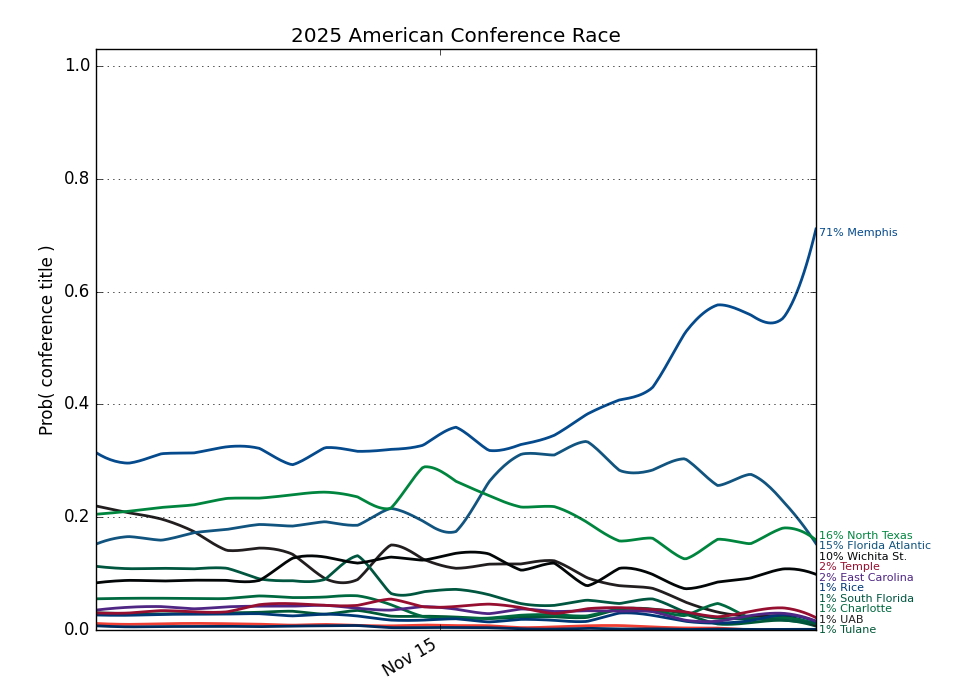 2025 American Conference Race
1.0
0.8
0.6
0.4
0.2
0.0
Prob( conference title )
Nov 15
71% Memphis
16% North Texas
15% Florida Atlantic
10% Wichita St.
2% Temple
2% East Carolina
1% Rice
1% South Florida
1% Charlotte
1% UAB
1% Tulane